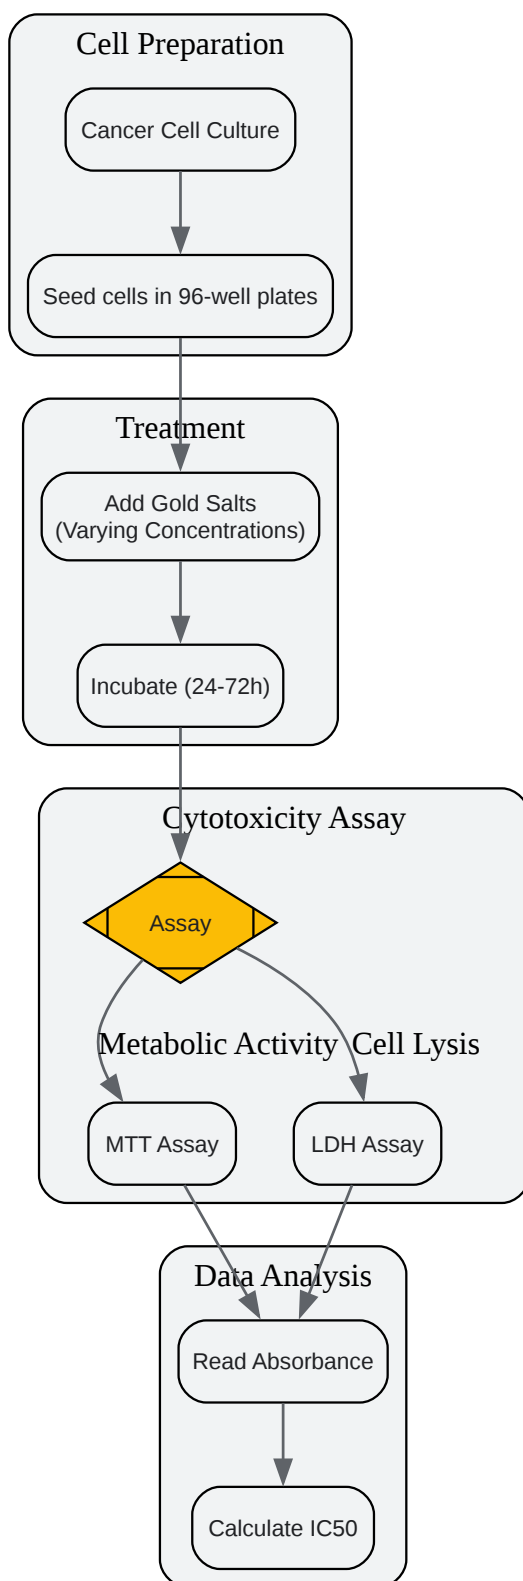 Cell Preparation
Cancer Cell Culture
Seed cells in 96-well plates
Treatment
Add Gold Salts
(Varying Concentrations)
Incubate (24-72h)
Cytotoxicity Assay
Assay
Metabolic Activity
Cell Lysis
MTT Assay
LDH Assay
Data Analysis
Read Absorbance
Calculate IC50